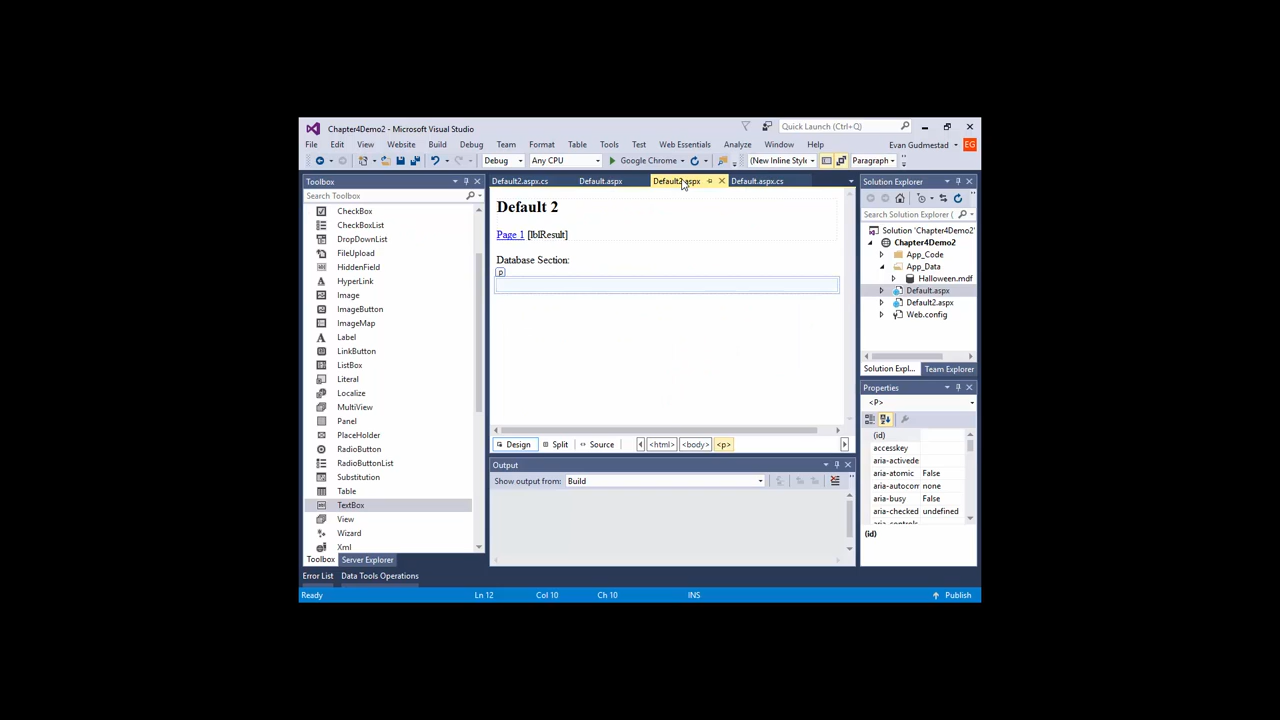 Chapter4Demo2 - Microsoft Visual Studio
Quick Launch (Ctrl+Q)
File Edit View Website Build Debug Team Format Table Tools Test Web Essentials Analyze Window Help
Evan Gudmestad EG
Debug Any CPU Google Chrome (New Inline Style Paragraph
Toolbox
Search Toolbox
CheckBox
CheckBoxList
DropDownList
FileUpload
HiddenField
HyperLink
Image
ImageButton
ImageMap
Label
LinkButton
ListBox
Literal
Localize
MultiView
Panel
PlaceHolder
RadioButton
RadioButtonList
Substitution
Table
TextBox
View
Wizard
Xml
Toolbox Server Explorer
Default2.aspx.cs Default.aspx Default2.aspx Default.aspx.cs
Default 2
Page 1 [lblResult]
Database Section:
p
Design Split Source <html> <body> <p>
Output
Show output from: Build
Solution Explorer
Search Solution Explorer (
Solution 'Chapter4Demo2'
Chapter4Demo2
App_Code
App_Data
Halloween.mdf
Default.aspx
Default2.aspx
Web.config
Solution Expl... Team Explorer
Properties
<P>
(id)
accesskey
aria-activede
aria-atomic False
aria-autocom none
aria-busy False
aria-checked undefined
aria-controls
(id)
Error List Data Tools Operations
Ready Ln 12 Col 10 Ch 10 INS Publish